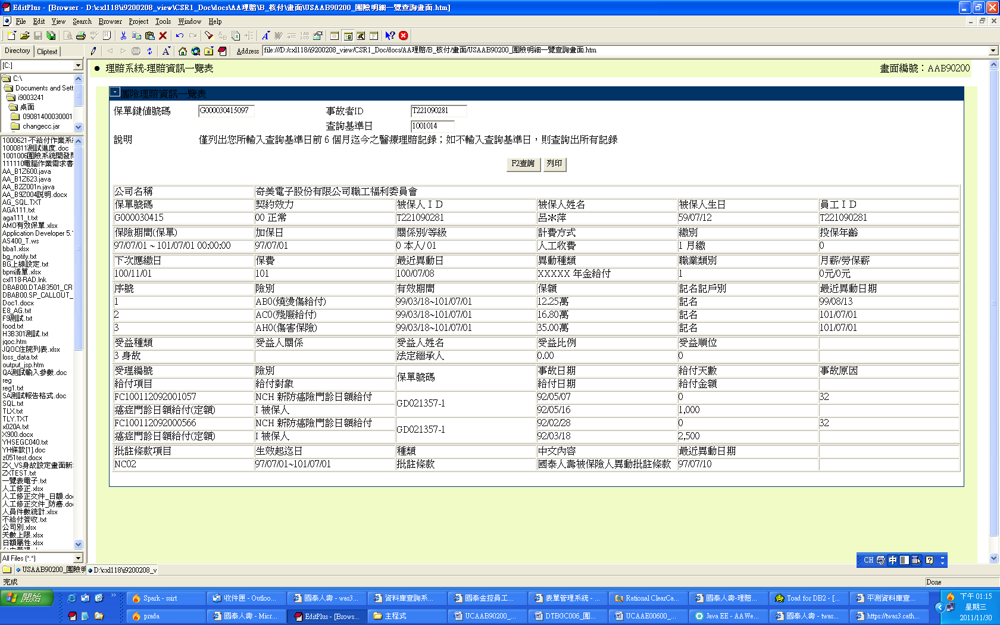 EditPlus - [Browser - D:\cxl118\i9200208_view\CSR1_Doc\docs\AA理賠\B_核付\畫面\USAAB90200_團險明細一覽查詢畫面.htm]
File Edit View Search Browser Project Tools Window Help
Directory Cliptext
Address file:///D:/cxl118/i9200208_view/CSR1_Doc/docs/AA理賠/B_核付/畫面/USAAB90200_團險明細一覽查詢畫面.htm
[C:]
C:\
Documents and Sett
i9003241
桌面
09081400030001
changecc.jar
1000621-不給付作業系
1000811測試進度.doc
1001006團險系統開發問
111110電腦作業需求書
AA_B1Z600.java
AA_B1Z623.java
AA_B2Z001n.java
AA_B9Z004說明.docx
AG_SQL.TXT
AGA111.txt
aga111_t.txt
AMO有效保單.xlsx
Application Developer 5.
AS400_T.ws
bba1.xlsx
bg_notify.txt
BG上線設定.txt
bpm清單.xlsx
cxl118-RAD.lnk
DBAB00.DTAB3501_CR
DBAB00.SP_CALLOUT_
Doc1.docx
E8_AG.txt
F9測試.txt
food.txt
H3B301測試.txt
jqoc.htm
JQOC住院列表.xlsx
loss_data.txt
output_jsp.htm
QA測試輸入參數.doc
reg
reg1.txt
SA測試報告格式.doc
SQL.txt
TLX.txt
TLY.TXT
x020A.txt
X900.docx
YHSEGC040.txt
YH條款[1].doc
z051test.docx
ZX_VS身故設定畫面新
ZXTEST.txt
一覽表電子.txt
人工修正.xlsx
人工修正文件_日額.do
人工修正文件_防癌.do
人員件數統計.xlsx
不給付簽收.txt
公司別.xlsx
天數上限.xlsx
日額屬性.xlsx
All Files (*.*)
理賠系統-理賠資訊一覽表 畫面編號：AAB90200
團險理賠資訊一覽表
保單鍵值號碼 G000030415097 事故者ID T221090281
查詢基準日 1001014
說明 僅列出您所輸入查詢基準日前 6 個月迄今之醫療理賠記錄；如不輸入查詢基準日，則查詢出所有記錄
F2查詢 列印
公司名稱 奇美電子股份有限公司職工福利委員會
保單號碼 契約效力 被保人ＩＤ 被保人姓名 被保人生日 員工ＩＤ
G000030415 00 正常 T221090281 呂＊萍 59/07/12 T221090281
保險期間(保單) 加保日 關係別/等級 計費方式 繳別 投保年齡
97/07/01 ~ 101/07/01 00:00:00 97/07/01 0 本人/ 01 人工收費 1 月繳 0
下次應繳日 保費 最近異動日 異動種類 職業類別 月薪/勞保薪
100/11/01 101 100/07/08 XXXXX 年金給付 1 0元/0元
序號 險別 有效期間 保額 記名記戶別 最近異動日期
1 AB0(燒燙傷給付) 99/03/18~101/07/01 12.25萬 記名 99/08/13
2 AC0(殘廢給付) 99/03/18~101/07/01 16.80萬 記名 101/07/01
3 AH0(傷害保險) 99/03/18~101/07/01 35.00萬 記名 101/07/01
受益種類 受益人關係 受益人姓名 受益比例 受益順位
3 身故 法定繼承人 0.00 0
受理編號 險別 保單號碼 事故日期 給付天數 事故原因
給付項目 給付對象 給付日期 給付金額
FC100112092001057 NCH 新防癌險門診日額給付 GD021357-1 92/05/07 0 32
癌症門診日額給付(定額) I 被保人 92/05/16 1,000
FC100112092000566 NCH 新防癌險門診日額給付 GD021357-1 92/02/28 0 32
癌症門診日額給付(定額) I 被保人 92/03/18 2,500
批註條款項目 生效起迄日 種類 中文內容 最近異動日期
NC02 97/07/01~101/07/01 批註條款 國泰人壽被保險人異動批註條款 97/07/10
CH 中
USAAB90200_團險明 D:\cxl118\i9200208_v
完成 Done
開始 Spark - ssirt 收件匣 - Outloo... 國泰人壽 - was3... 資料庫查詢系... 國泰金控員工... 表單管理系統 - ... Rational ClearCa... 國泰人壽-理賠... Toad for DB2 - [... 平測資料庫查... 下午 01:15
星期三
prada 國泰人壽 - Micr... EditPlus - [Brows... 主程式 UCAAB90200_... DTBGC006_團... UCAAE00600_... Java EE - AAWe... 國泰人壽 - twas... https://twas3.cath... 2011/11/30